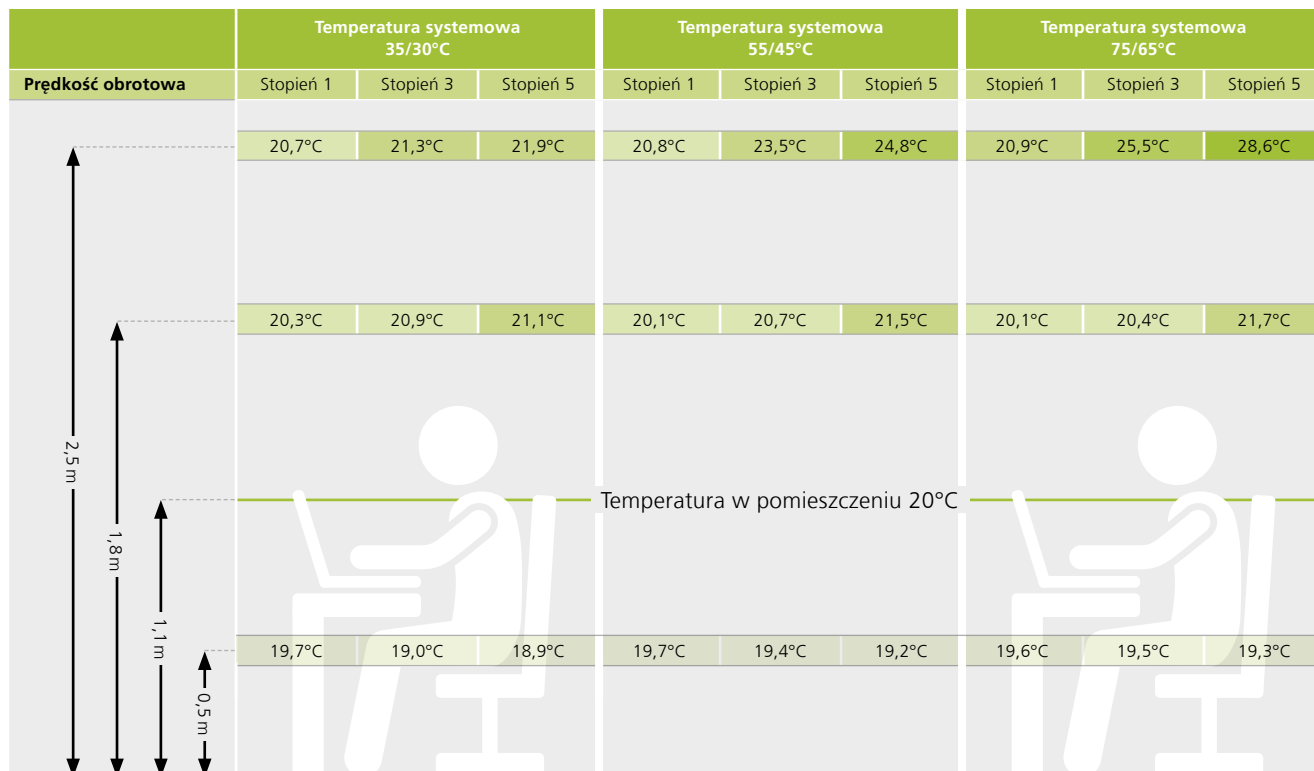 Temperatura systemowa
35/30°C
Temperatura systemowa
55/45°C
Temperatura systemowa
75/65°C
Prędkość obrotowa Stopień 1 Stopień 3 Stopień 5 Stopień 1 Stopień 3 Stopień 5 Stopień 1 Stopień 3 Stopień 5
20,7°C 21,3°C 21,9°C 20,8°C 23,5°C 24,8°C 20,9°C 25,5°C 28,6°C
20,3°C 20,9°C 21,1°C 20,1°C 20,7°C 21,5°C 20,1°C 20,4°C 21,7°C
2,5 m
Temperatura w pomieszczeniu 20°C
1,8 m
1,1 m
19,7°C 19,0°C 18,9°C 19,7°C 19,4°C 19,2°C 19,6°C 19,5°C 19,3°C
0,5 m